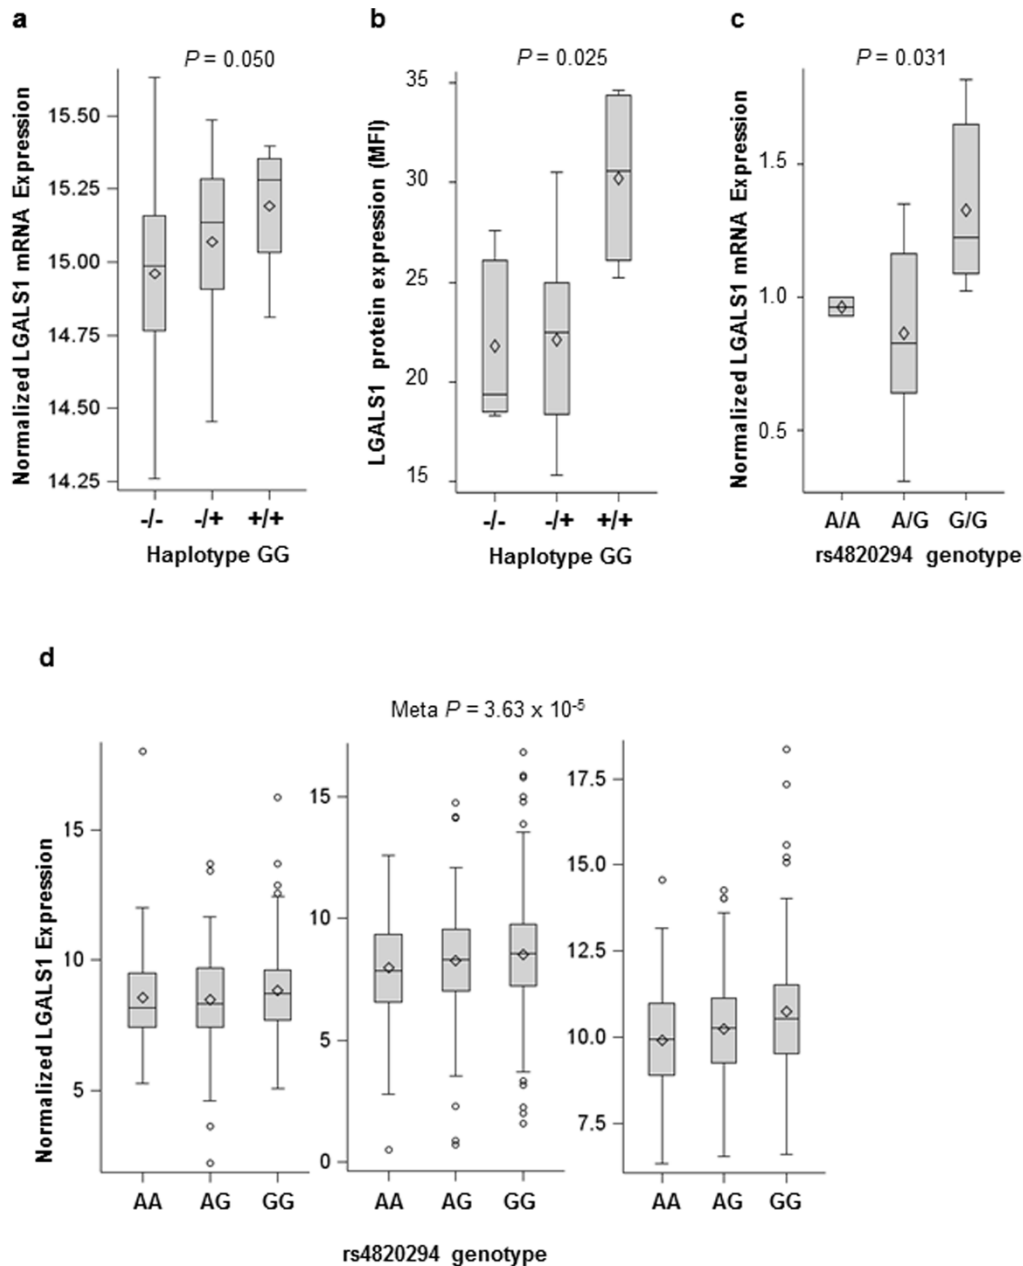 a
P = 0.050
Normalized LGALS1 mRNA Expression
15.50
15.25
15.00
14.75
14.50
14.25
-/- -/+ +/+
Haplotype GG
b
P = 0.025
LGALS1 protein expression (MFI)
35
30
25
20
15
-/- -/+ +/+
Haplotype GG
c
P = 0.031
Normalized LGALS1 mRNA Expression
1.5
1.0
0.5
A/A A/G G/G
rs4820294 genotype
d
Meta P = 3.63 x 10-5
Normalized LGALS1 Expression
15
10
5
AA AG GG
15
10
5
0
AA AG GG
17.5
15.0
12.5
10.0
7.5
AA AG GG
rs4820294 genotype